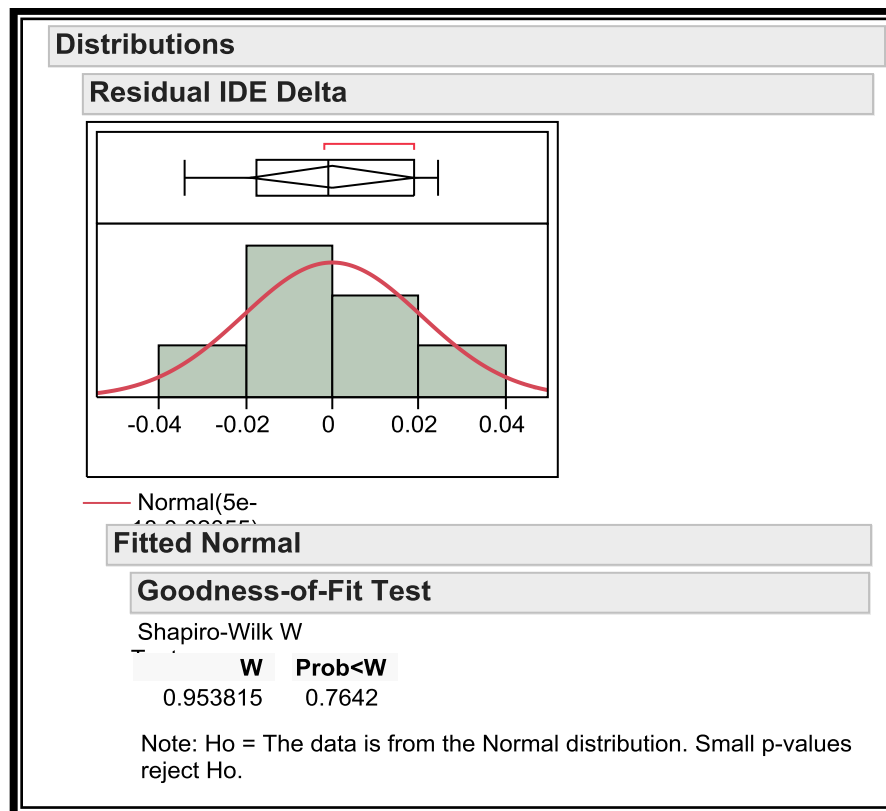 Distributions
Residual IDE Delta
-0.04 -0.02 0 0.02 0.04
Normal(5e-
Fitted Normal
Goodness-of-Fit Test
Shapiro-Wilk W
W Prob<W
0.953815 0.7642
Note: Ho = The data is from the Normal distribution. Small p-values
reject Ho.